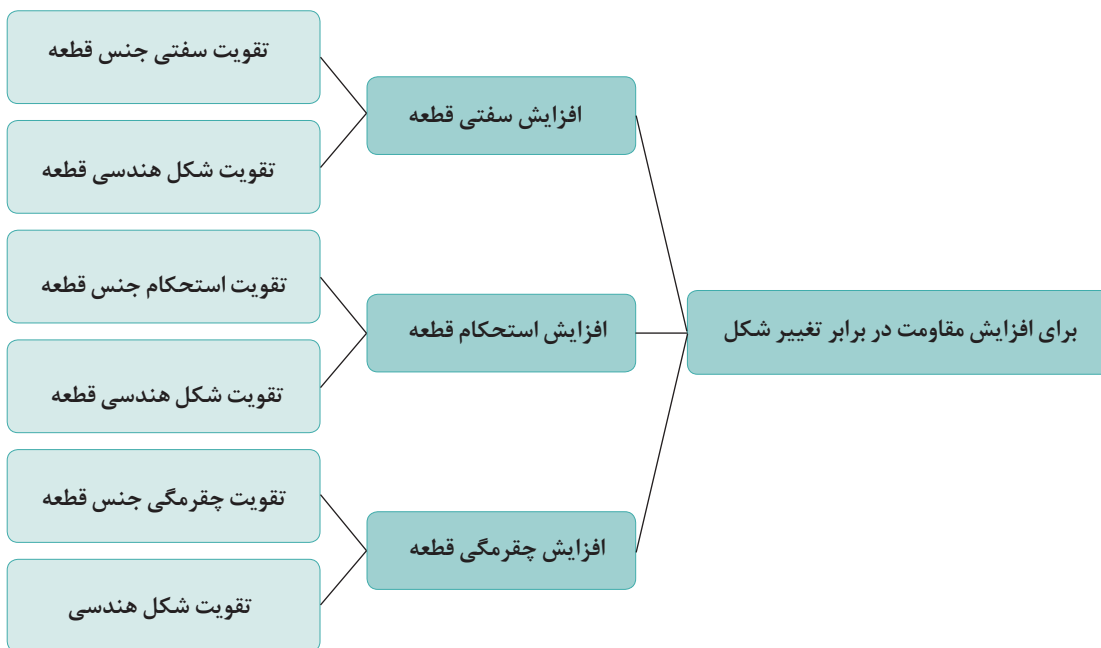 برای افزایش مقاومت در برابر تغییر شکل
افزایش سفتی قطعه
تقویت سفتی جنس قطعه
تقویت شکل هندسی قطعه
افزایش استحکام قطعه
تقویت استحکام جنس قطعه
تقویت شکل هندسی قطعه
افزایش چقرمگی قطعه
تقویت چقرمگی جنس قطعه
تقویت شکل هندسی